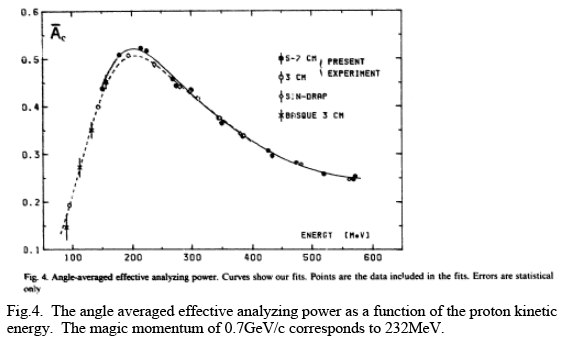 0.6
Āc
0.5
0.4
0.3
0.2
0.1
5-7 CM
3 CM
PRESENT
EXPERIMENT
SIN-DRAP
BASQUE 3 CM
ENERGY [MeV]
100 200 300 400 500 600
Fig. 4. Angle-averaged effective analyzing power. Curves show our fits. Points are the data included in the fits. Errors are statistical
only
Fig.4. The angle averaged effective analyzing power as a function of the proton kinetic
energy. The magic momentum of 0.7GeV/c corresponds to 232MeV.